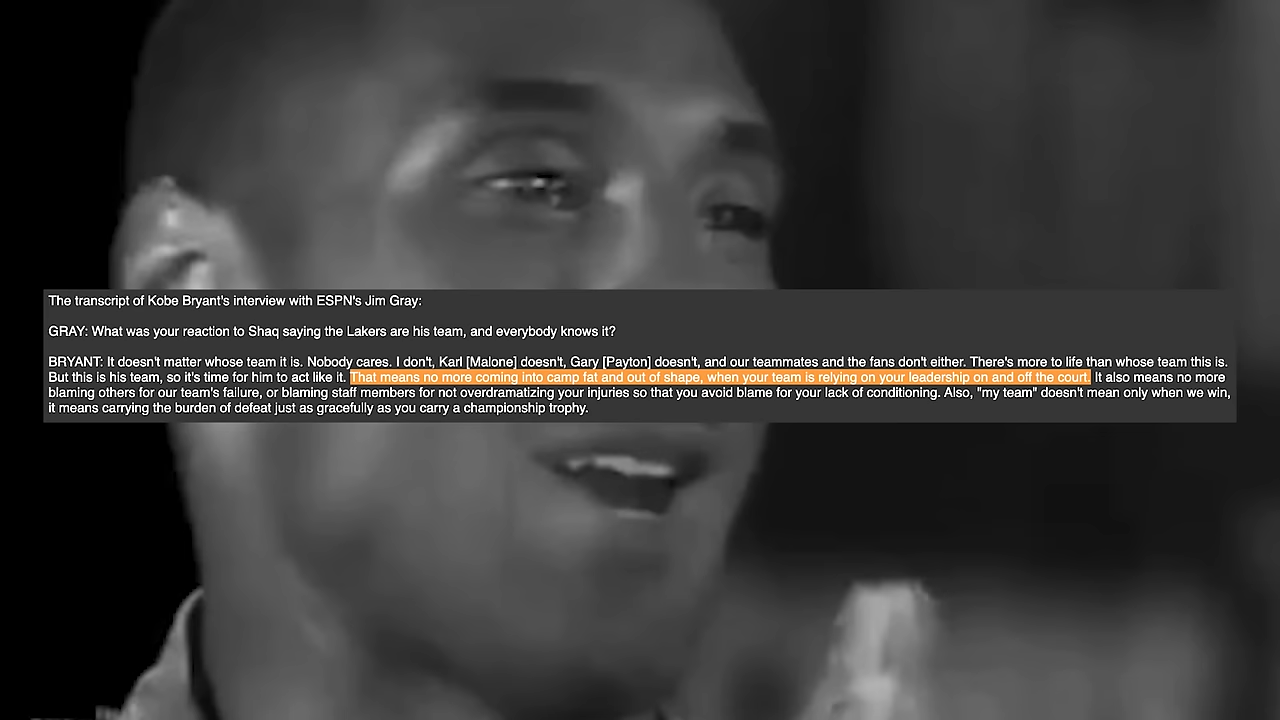 The transcript of Kobe Bryant's interview with ESPN's Jim Gray:
GRAY: What was your reaction to Shaq saying the Lakers are his team, and everybody knows it?
BRYANT: It doesn't matter whose team it is. Nobody cares. I don't, Karl [Malone] doesn't, Gary [Payton] doesn't, and our teammates and the fans don't either. There's more to life than whose team this is.
But this is his team, so it's time for him to act like it. That means no more coming into camp fat and out of shape, when your team is relying on your leadership on and off the court. It also means no more
blaming others for our team's failure, or blaming staff members for not overdramatizing your injuries so that you avoid blame for your lack of conditioning. Also, "my team" doesn't mean only when we win,
it means carrying the burden of defeat just as gracefully as you carry a championship trophy.